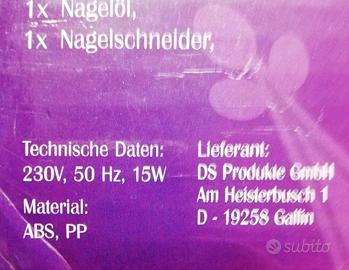 1x Nagelöl,
1x Nagelschneider,
Technische Daten:
230V, 50 Hz, 15W
Material:
ABS, PP
Lieferant:
DS Produkte GmbH
Am Heisterbusch 1
D - 19258 Gallin
subito